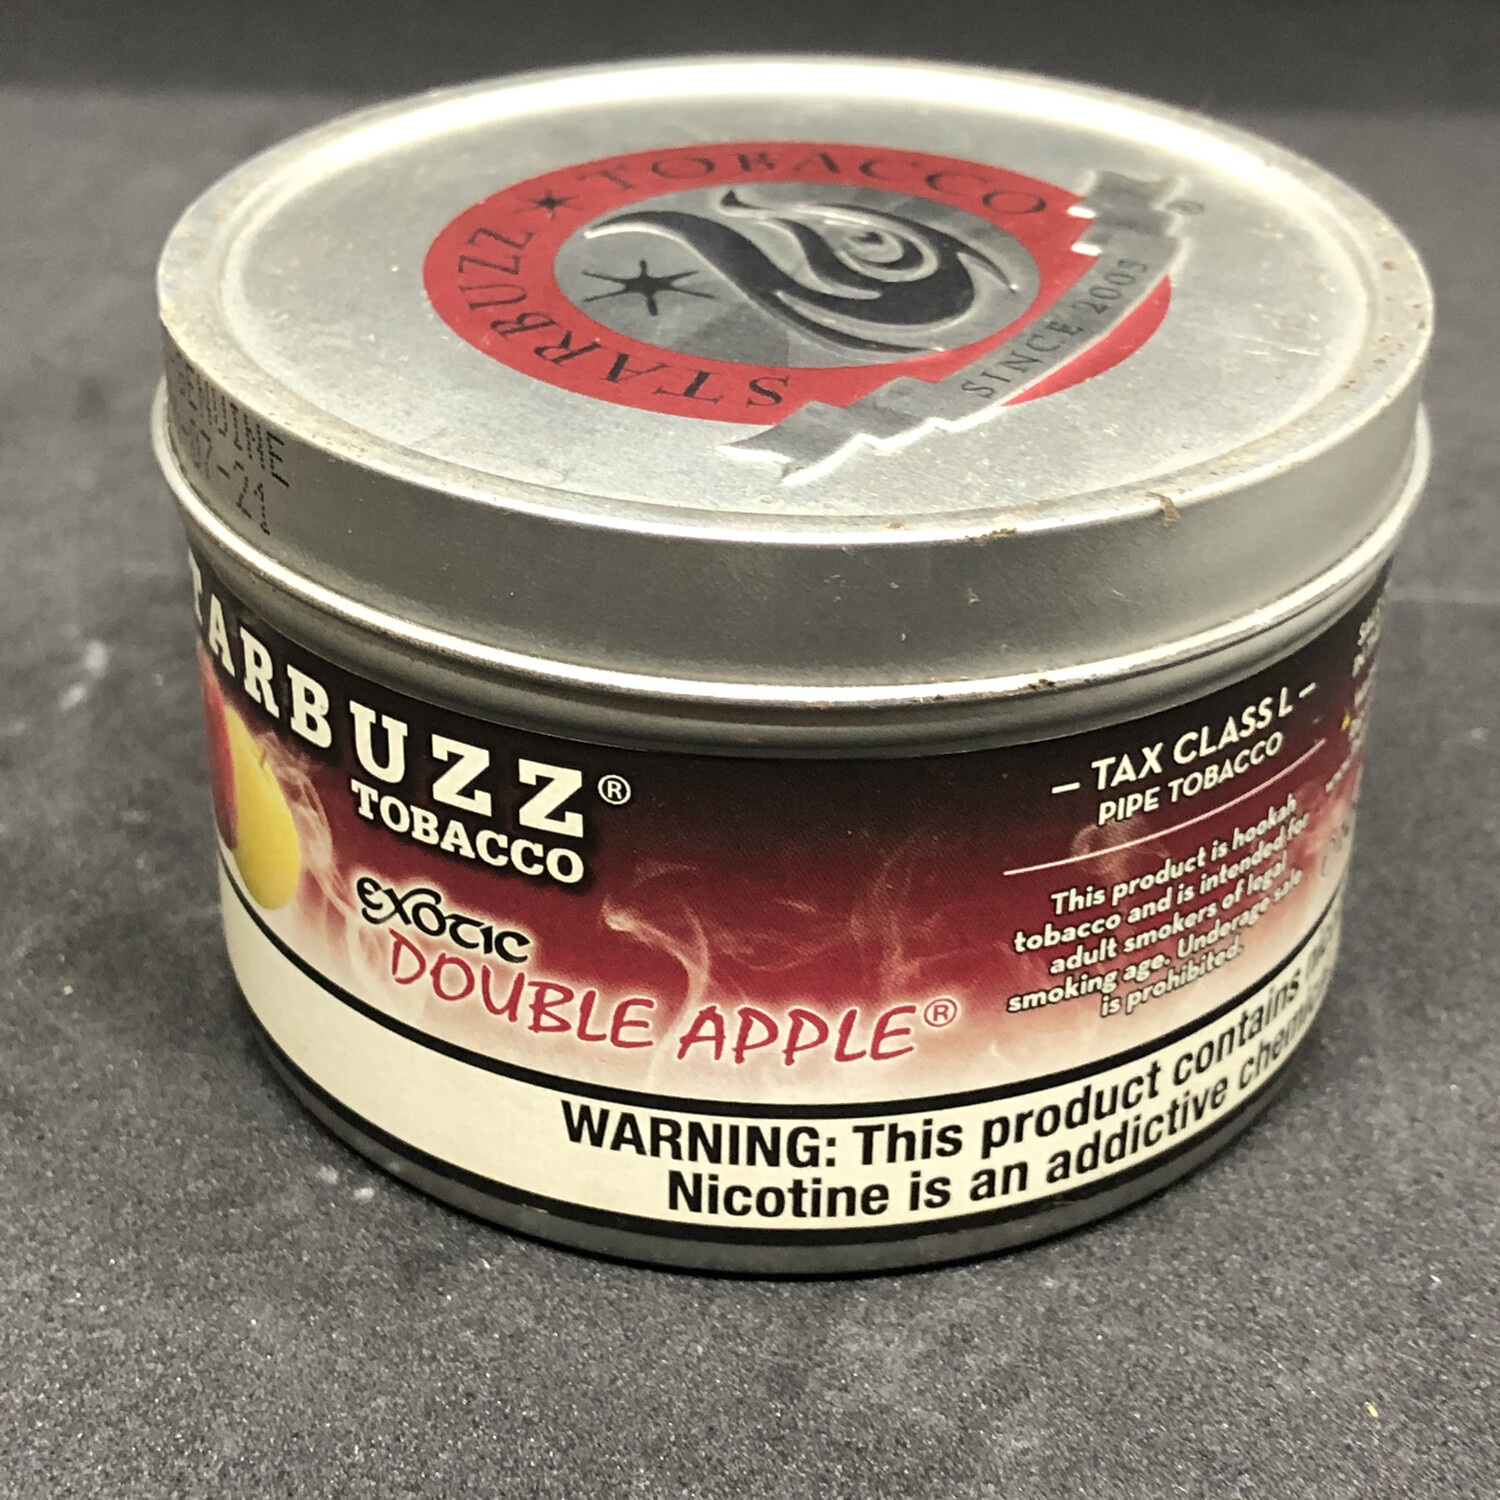 STARBUZZ ★ TOBACCO ®
SINCE 2005
TARBUZZ®
TOBACCO
EXOTIC
DOUBLE APPLE®
– TAX CLASS L –
PIPE TOBACCO
This product is hookah
tobacco and is intended for
adult smokers of legal
smoking age. Underage sale
is prohibited.
WARNING: This product contains
Nicotine is an addictive